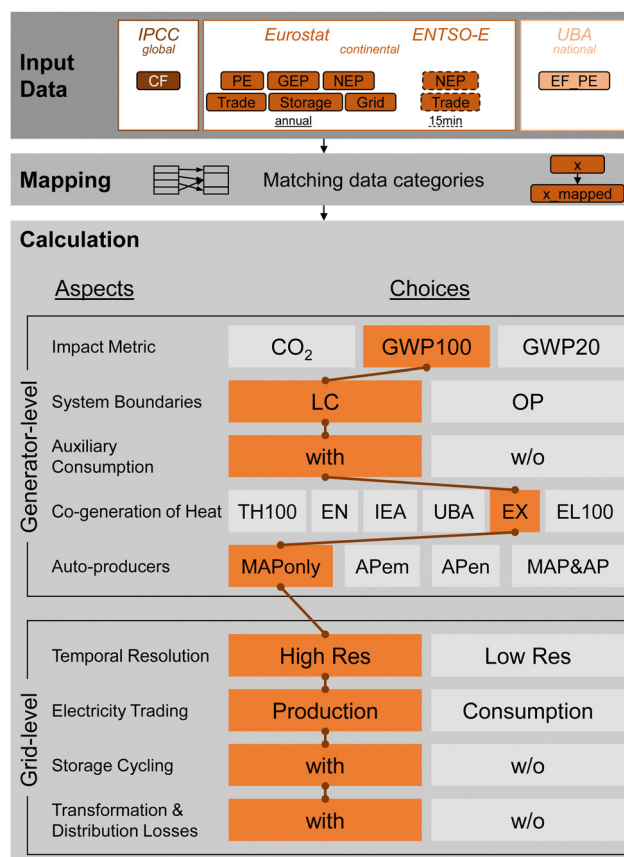 Input Data
IPCC
global
CF
Eurostat
ENTSO-E
continental
PE GEP NEP
Trade Storage Grid
annual
NEP
Trade
15min
UBA
national
EF_PE
Mapping
Matching data categories
x
x_mapped
Calculation
Aspects
Choices
Generator-level
Impact Metric
CO₂ GWP100 GWP20
System Boundaries
LC OP
Auxiliary
Consumption
with w/o
Co-generation of Heat
TH100 EN IEA UBA EX EL100
Auto-producers
MAPonly APem APen MAP&AP
Grid-level
Temporal Resolution
High Res Low Res
Electricity Trading
Production Consumption
Storage Cycling
with w/o
Transformation &
Distribution Losses
with w/o